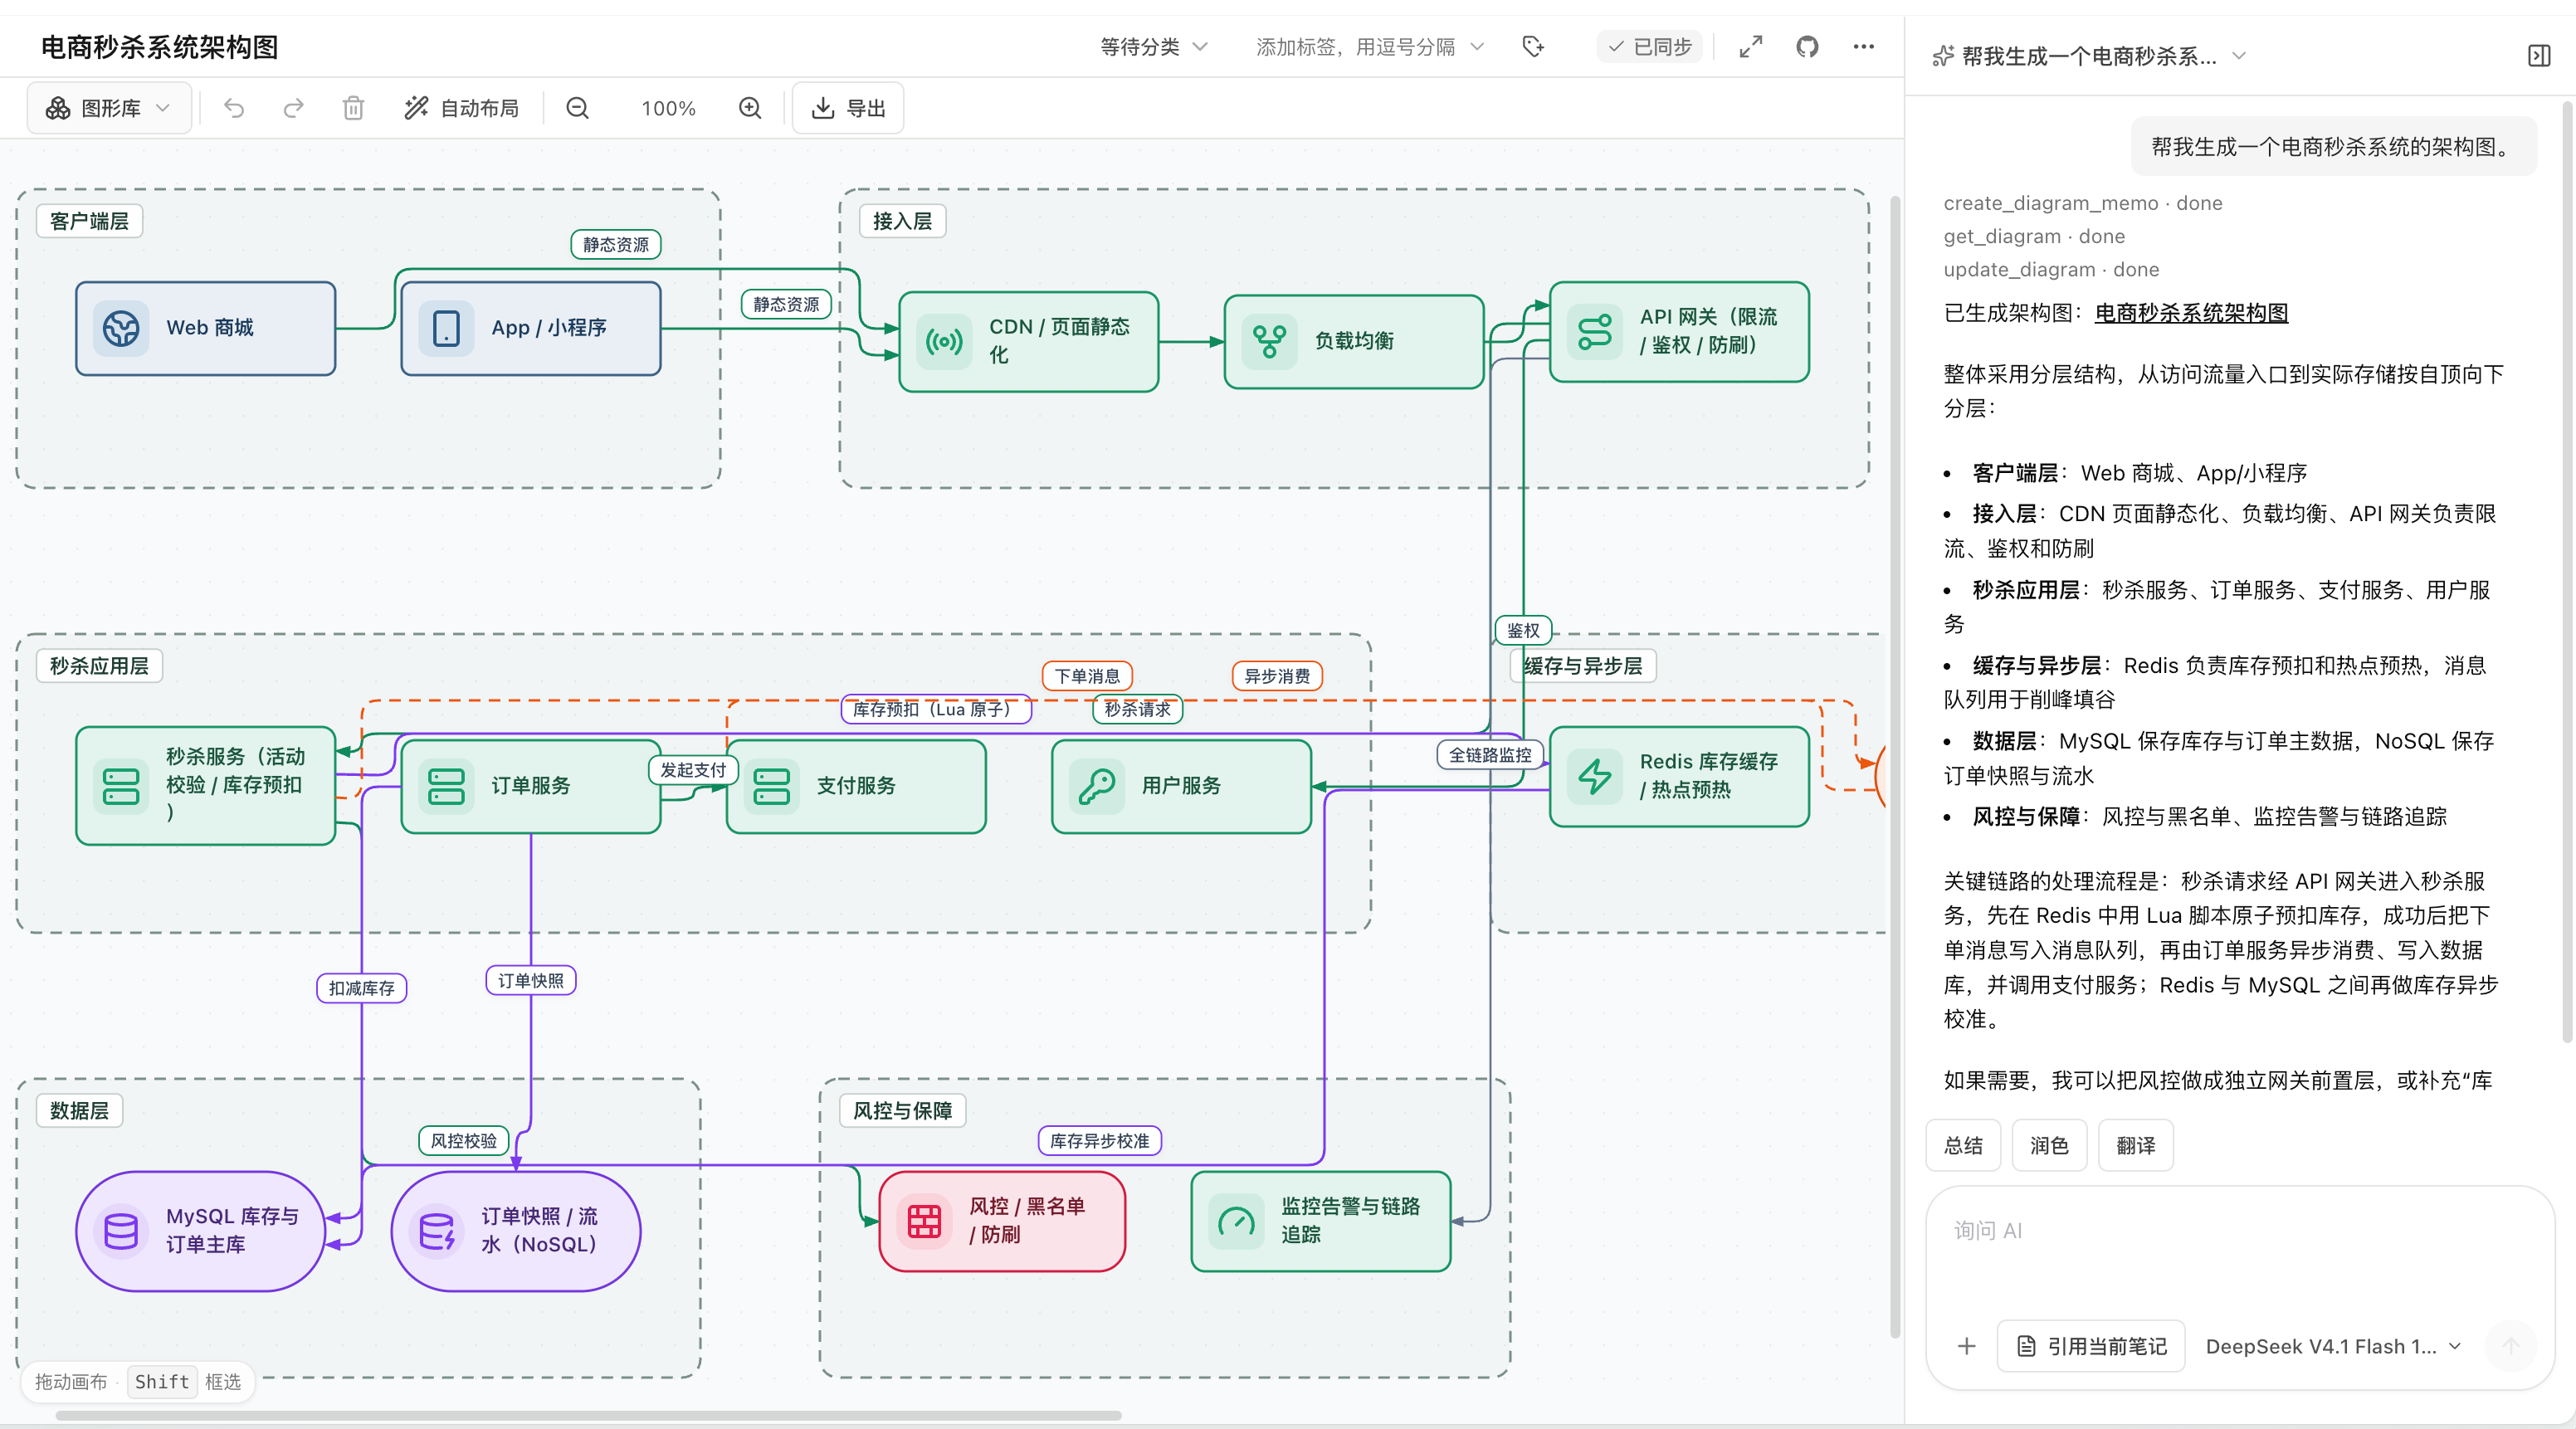 电商秒杀系统架构图
等待分类
添加标签，用逗号分隔
已同步
图形库
自动布局
100%
导出
客户端层
静态资源
Web 商城
App / 小程序
静态资源
接入层
CDN / 页面静态
化
负载均衡
API 网关（限流
/ 鉴权 / 防刷）
鉴权
秒杀应用层
下单消息
异步消费
库存预扣（Lua 原子）
秒杀请求
秒杀服务（活动
校验 / 库存预扣
）
订单服务
发起支付
支付服务
用户服务
全链路监控
缓存与异步层
Redis 库存缓存
/ 热点预热
扣减库存
订单快照
数据层
风控校验
MySQL 库存与
订单主库
订单快照 / 流
水（NoSQL）
风控与保障
库存异步校准
风控 / 黑名单
/ 防刷
监控告警与链路
追踪
拖动画布 · Shift 框选
帮我生成一个电商秒杀系...
帮我生成一个电商秒杀系统的架构图。
create_diagram_memo · done
get_diagram · done
update_diagram · done
已生成架构图：电商秒杀系统架构图
整体采用分层结构，从访问流量入口到实际存储按自顶向下
分层：
• 客户端层：Web 商城、App/小程序
• 接入层：CDN 页面静态化、负载均衡、API 网关负责限
流、鉴权和防刷
• 秒杀应用层：秒杀服务、订单服务、支付服务、用户服
务
• 缓存与异步层：Redis 负责库存预扣和热点预热，消息
队列用于削峰填谷
• 数据层：MySQL 保存库存与订单主数据，NoSQL 保存
订单快照与流水
• 风控与保障：风控与黑名单、监控告警与链路追踪
关键链路的处理流程是：秒杀请求经 API 网关进入秒杀服
务，先在 Redis 中用 Lua 脚本原子预扣库存，成功后把下
单消息写入消息队列，再由订单服务异步消费、写入数据
库，并调用支付服务；Redis 与 MySQL 之间再做库存异步
校准。
如果需要，我可以把风控做成独立网关前置层，或补充“库
总结
润色
翻译
询问 AI
引用当前笔记
DeepSeek V4.1 Flash 1...